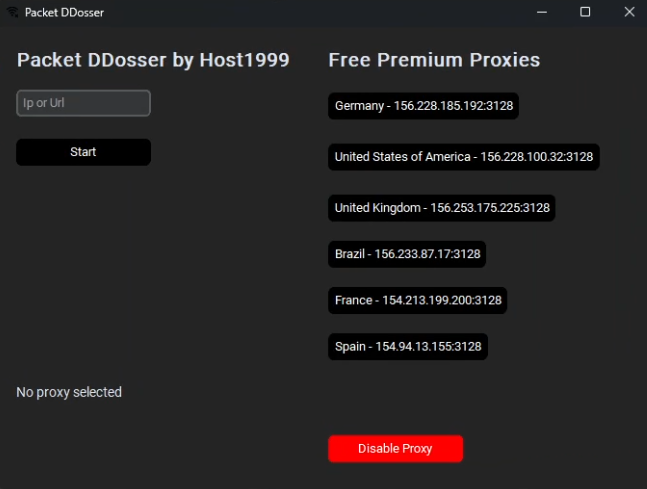 Packet DDosser
Packet DDosser by Host1999
Ip or Url
Start
No proxy selected
Free Premium Proxies
Germany - 156.228.185.192:3128
United States of America - 156.228.100.32:3128
United Kingdom - 156.253.175.225:3128
Brazil - 156.233.87.17:3128
France - 154.213.199.200:3128
Spain - 154.94.13.155:3128
Disable Proxy